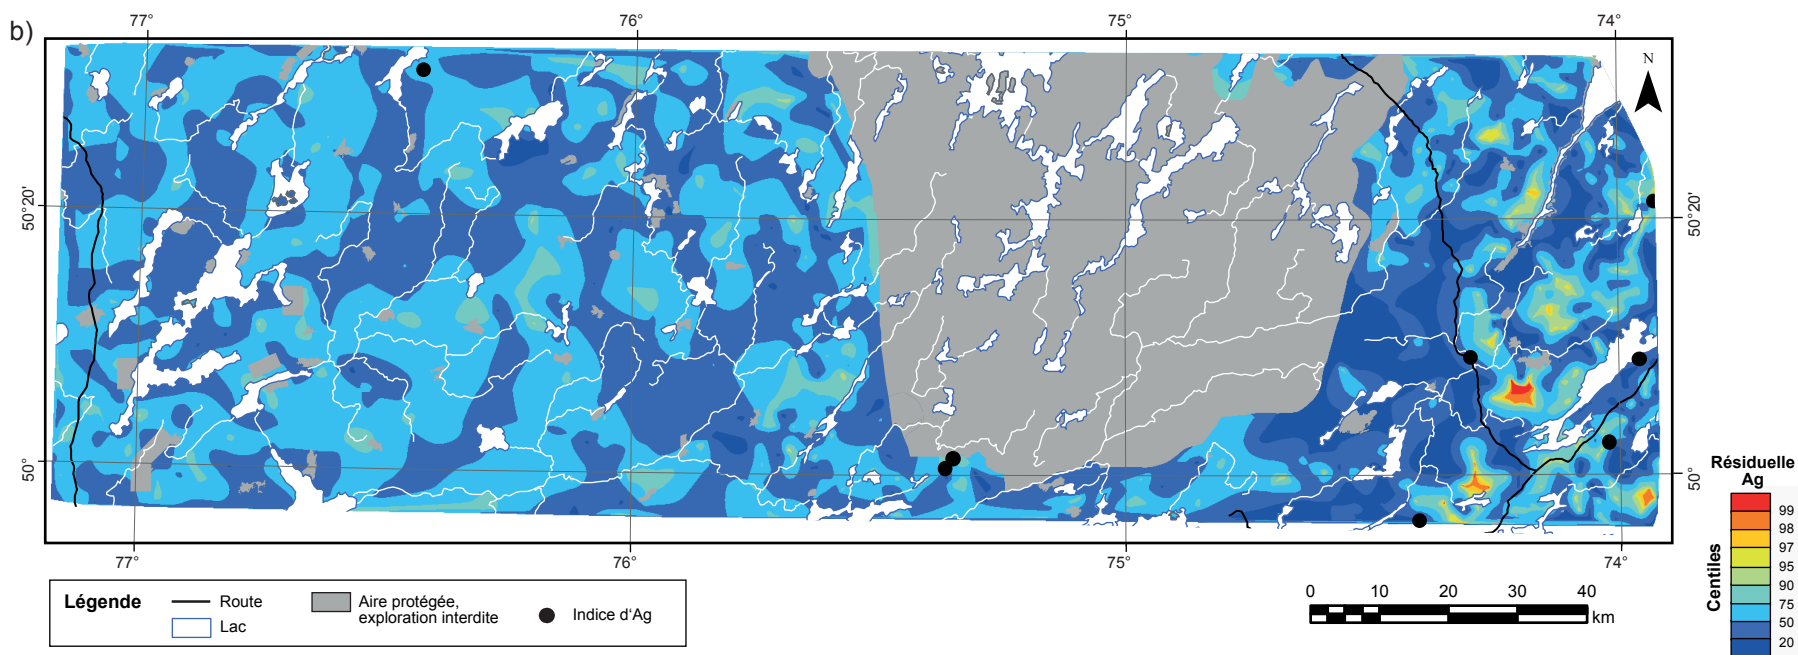 b)
77°
76°
75°
74°
N
50°20'
50°20'
50°
50°
77°
76°
75°
74°
Résiduelle
Ag
Centiles
99
98
97
95
90
75
50
20
Légende
Route
Lac
Aire protégée,
exploration interdite
Indice d'Ag
0 10 20 30 40
km